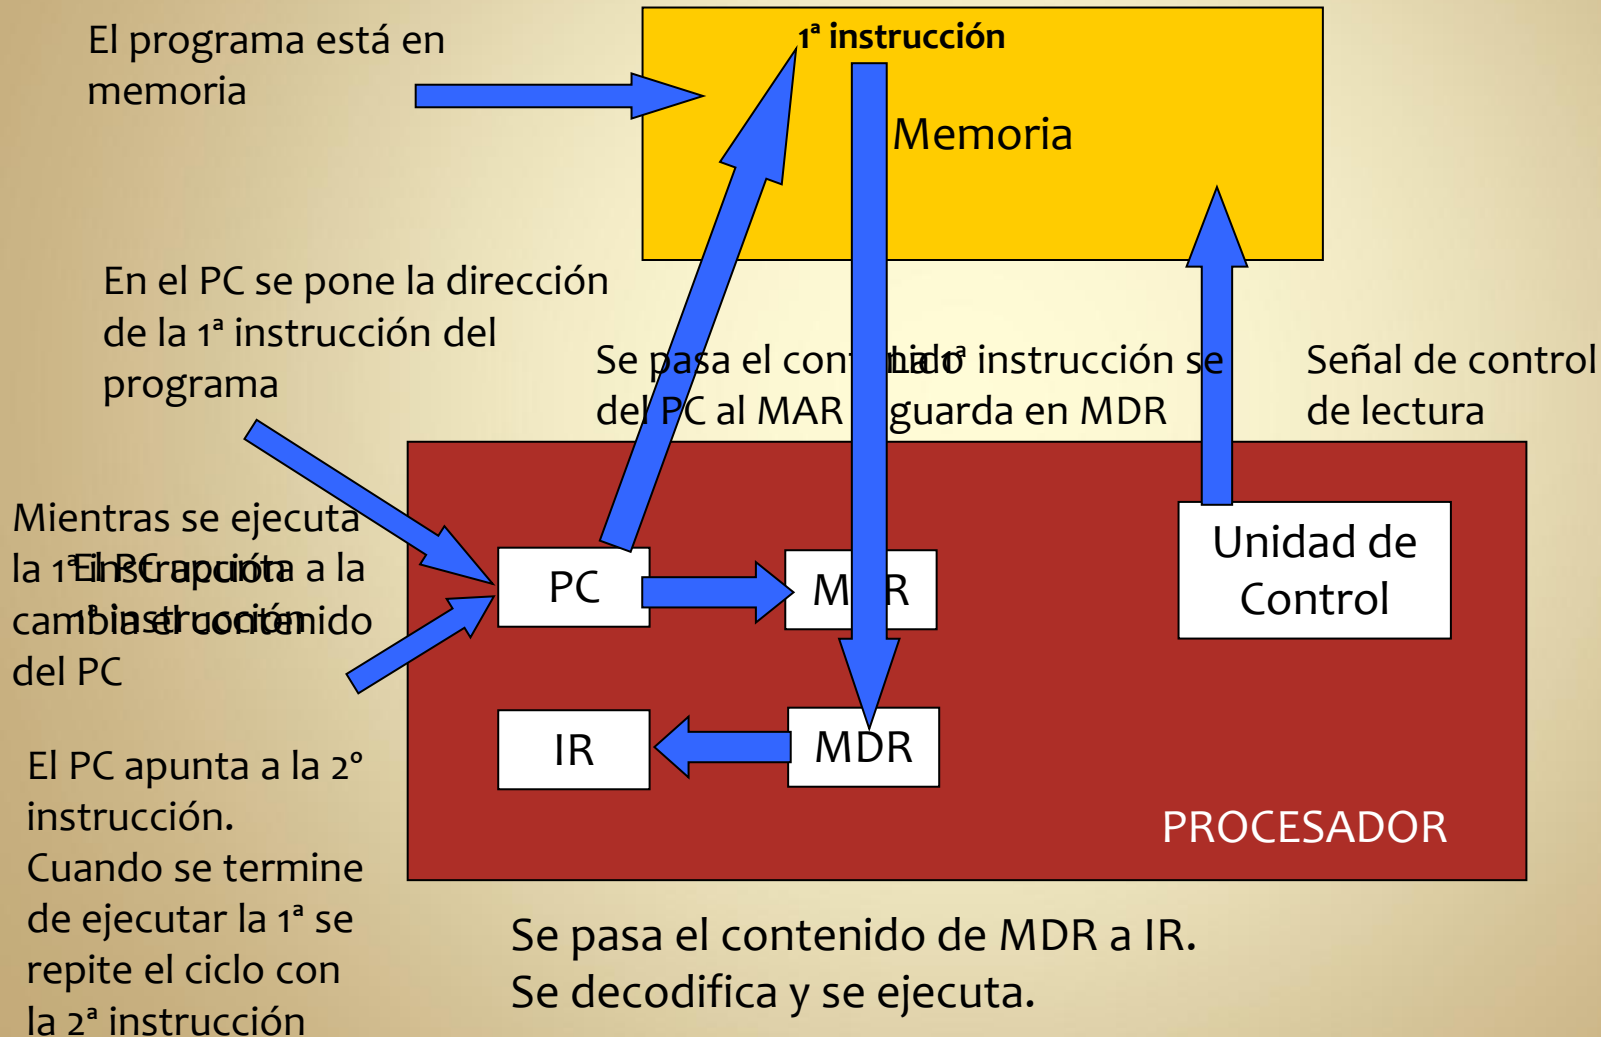 El programa está en
memoria
1ª instrucción
Memoria
En el PC se pone la dirección
de la 1ª instrucción del
programa
Se pasa el contenido
del PC al MAR
La 1ª instrucción se
guarda en MDR
Señal de control
de lectura
Mientras se ejecuta
la 1ª instrucción
cambia el contenido
del PC
El PC apunta a la
1ª instrucción
PC
M R
Unidad de
Control
IR
MDR
PROCESADOR
El PC apunta a la 2º
instrucción.
Cuando se termine
de ejecutar la 1ª se
repite el ciclo con
la 2ª instrucción
Se pasa el contenido de MDR a IR.
Se decodifica y se ejecuta.